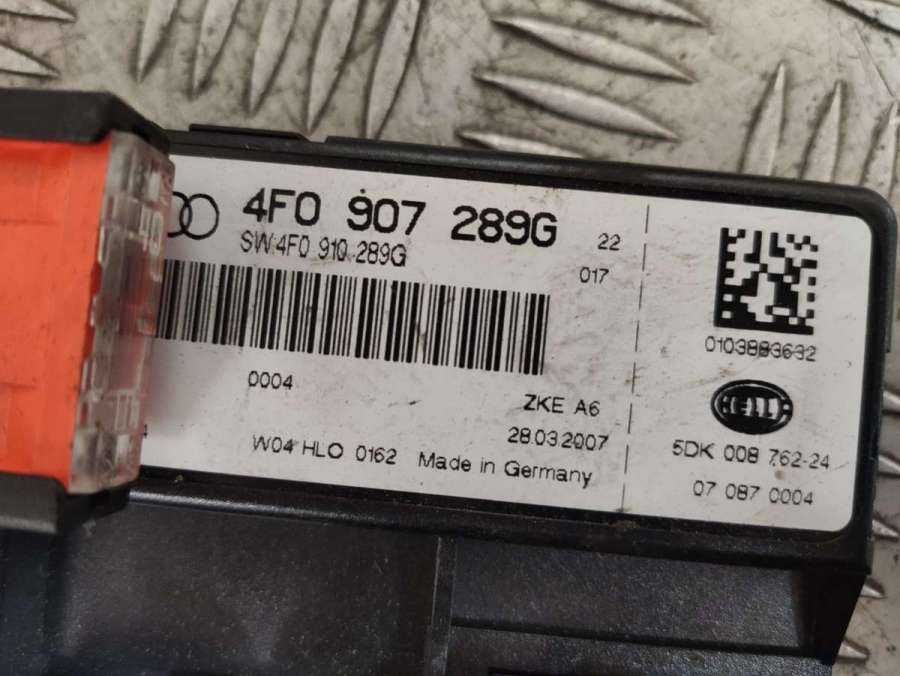 4F0 907 289G
22
SW 4F0 910 289G
017
0103883632
0004
ZKE A6
HELLA
28.03.2007
W04 HLO 0162
Made in Germany
5DK 008 762-24
07 087 0004